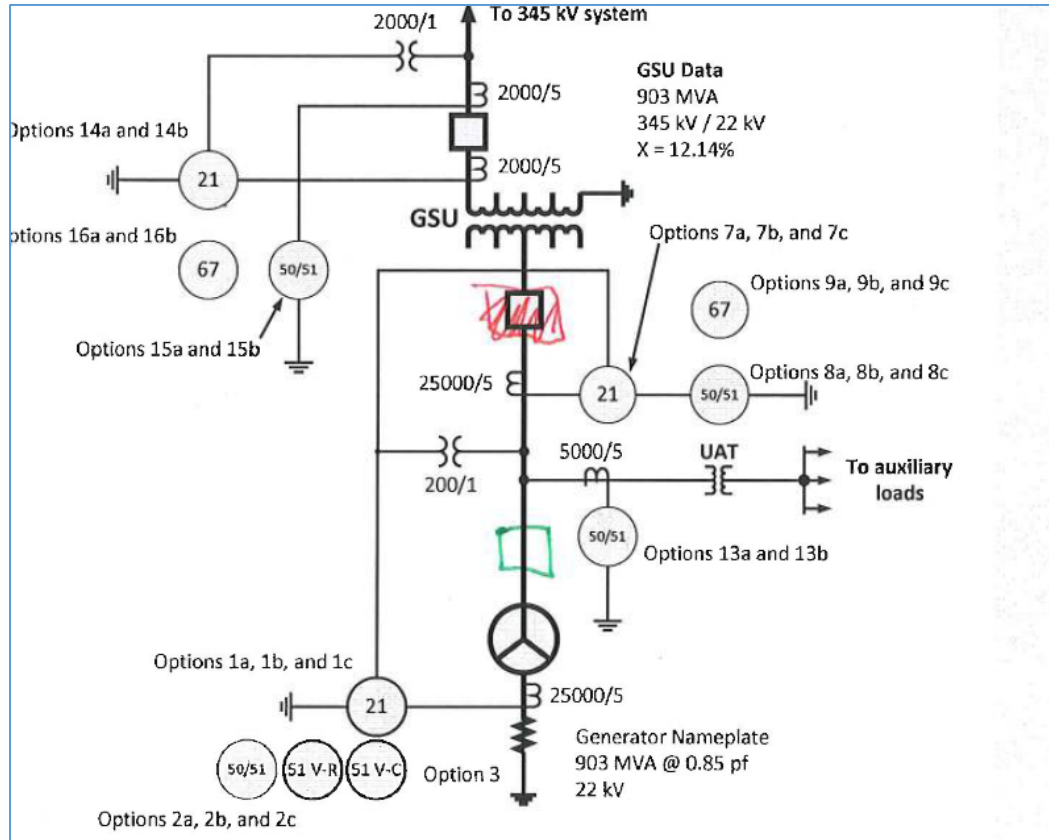 2000/1
To 345 kV system
2000/5
GSU Data
903 MVA
345 kV / 22 kV
X = 12.14%
Options 14a and 14b
2000/5
21
GSU
Options 7a, 7b, and 7c
ptions 16a and 16b
67
50/51
Options 9a, 9b, and 9c
67
Options 15a and 15b
Options 8a, 8b, and 8c
25000/5
21
50/51
5000/5
UAT
To auxiliary
loads
200/1
50/51
Options 13a and 13b
Options 1a, 1b, and 1c
21
25000/5
Generator Nameplate
903 MVA @ 0.85 pf
22 kV
50/51
51 V-R
51 V-C
Option 3
Options 2a, 2b, and 2c